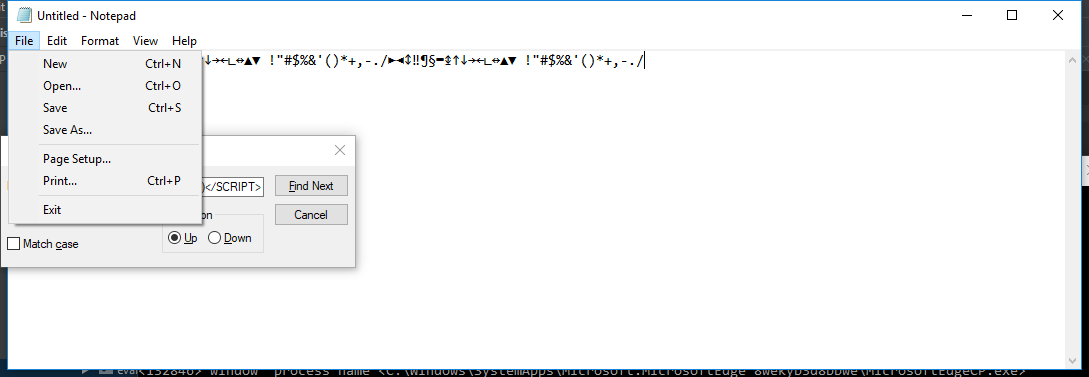 Untitled - Notepad
File Edit Format View Help
↓→←∟↔▲▼ !"#$%&'()*+,-./►◄↕‼¶§▬↨↑↓→←∟↔▲▼ !"#$%&'()*+,-./
New Ctrl+N
Open... Ctrl+O
Save Ctrl+S
Save As...
Page Setup...
Print... Ctrl+P
Exit
)</SCRIPT>
Find Next
Cancel
on
Up Down
Match case
eval<132846> window process name <C:\Windows\SystemApps\Microsoft.MicrosoftEdge_8wekyb3d8bbwe\MicrosoftEdgeCP.exe>